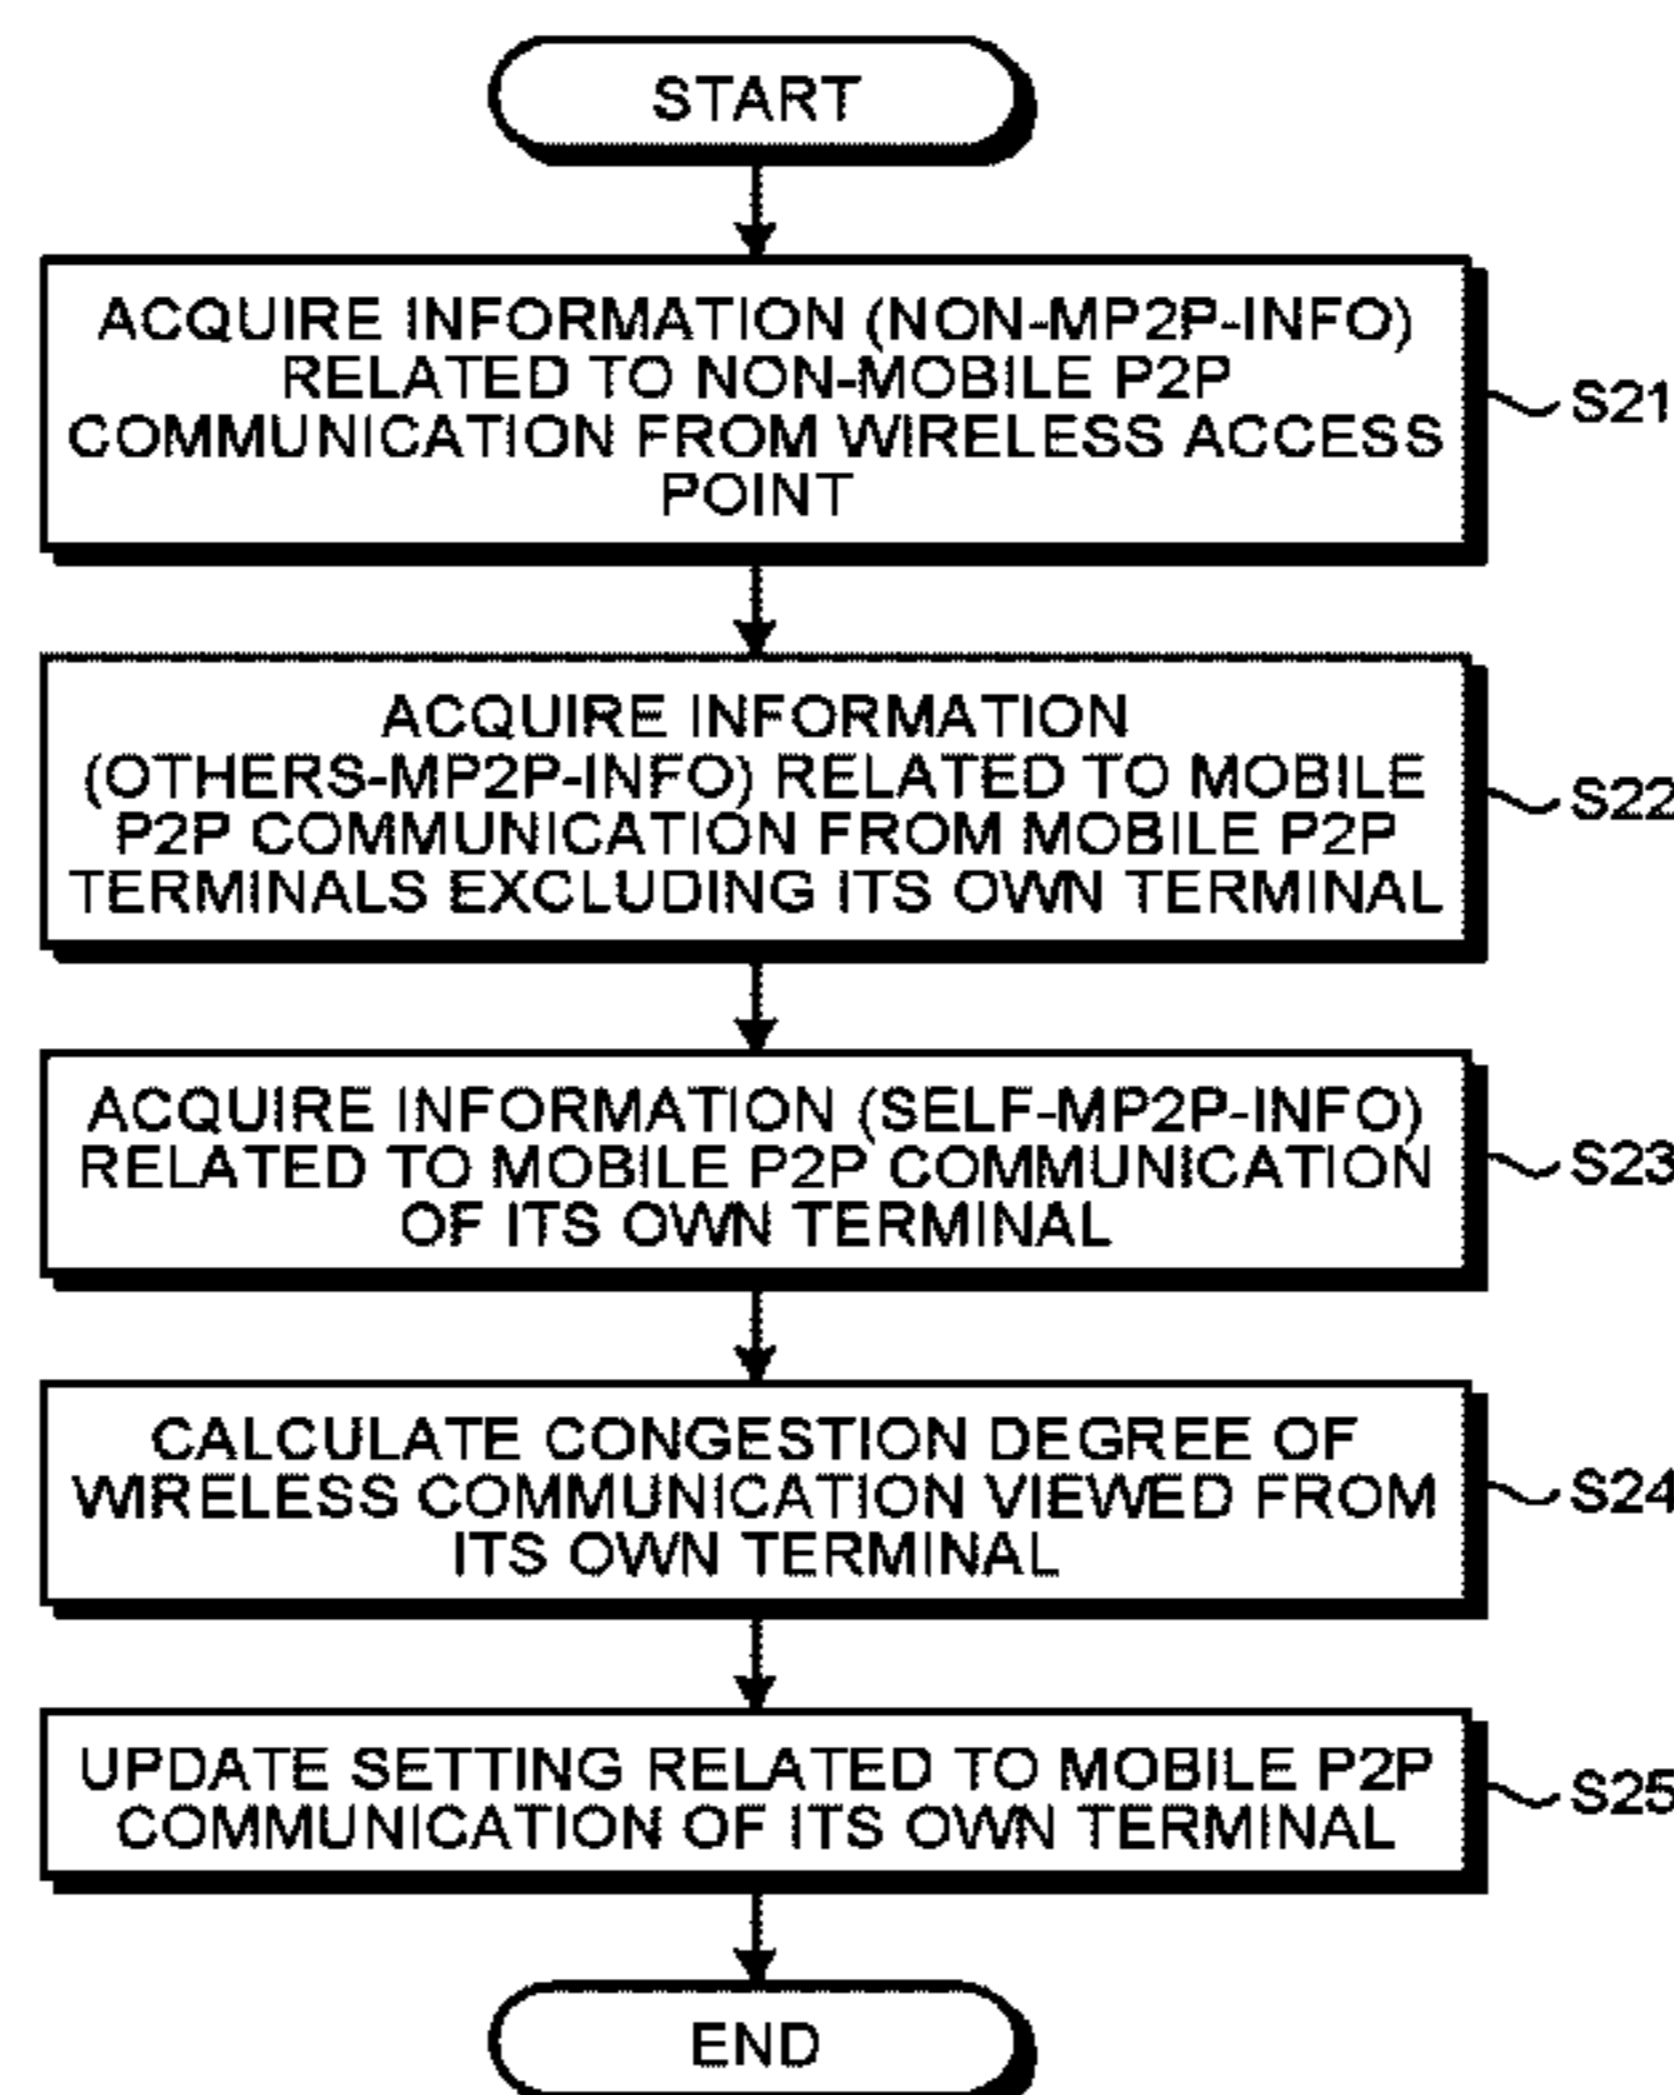 START
ACQUIRE INFORMATION (NON-MP2P-INFO)
RELATED TO NON-MOBILE P2P
COMMUNICATION FROM WIRELESS ACCESS
POINT
S21
ACQUIRE INFORMATION
(OTHERS-MP2P-INFO) RELATED TO MOBILE
P2P COMMUNICATION FROM MOBILE P2P
TERMINALS EXCLUDING ITS OWN TERMINAL
S22
ACQUIRE INFORMATION (SELF-MP2P-INFO)
RELATED TO MOBILE P2P COMMUNICATION
OF ITS OWN TERMINAL
S23
CALCULATE CONGESTION DEGREE OF
WIRELESS COMMUNICATION VIEWED FROM
ITS OWN TERMINAL
S24
UPDATE SETTING RELATED TO MOBILE P2P
COMMUNICATION OF ITS OWN TERMINAL
S25
END